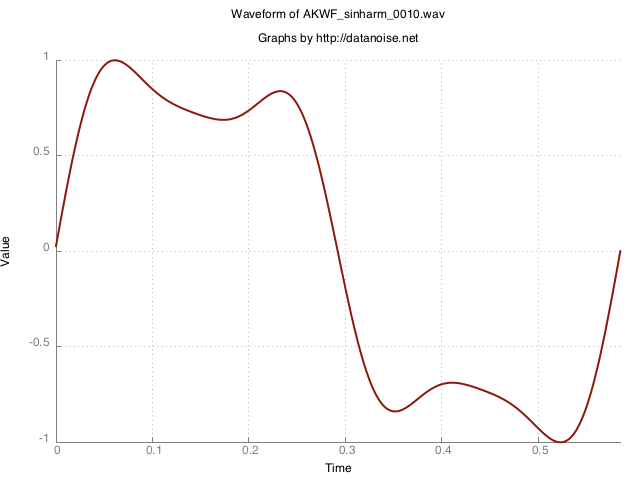 Waveform of AKWF_sinharm_0010.wav
Graphs by http://datanoise.net
1
0.5
0
-0.5
-1
Value
0 0.1 0.2 0.3 0.4 0.5
Time